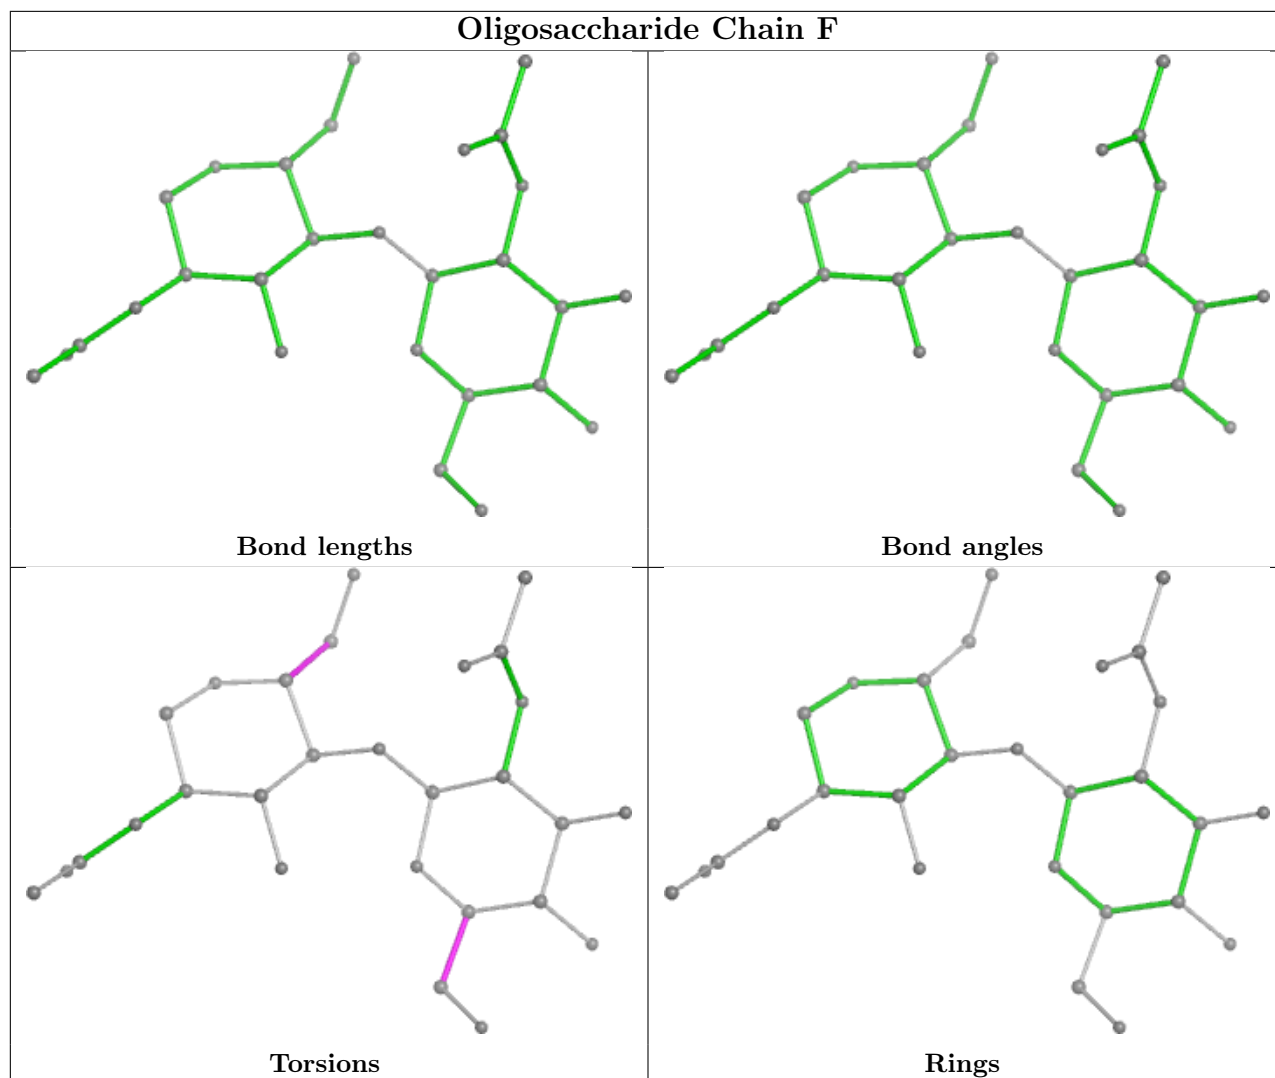 Oligosaccharide Chain F
Bond lengths
Bond angles
Torsions
Rings